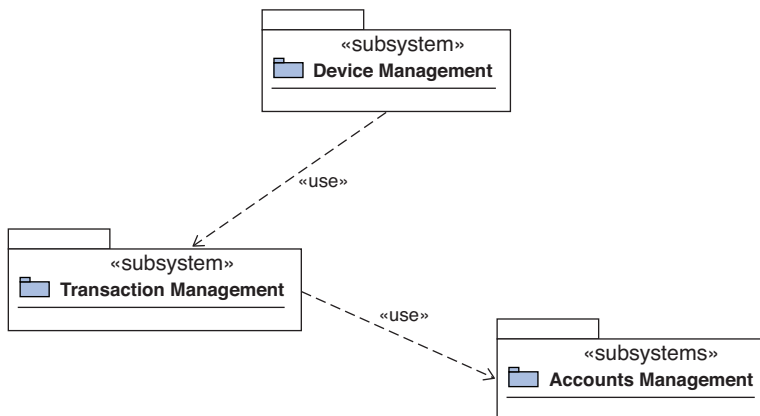 «subsystem»
Device Management
«use»
«subsystem»
Transaction Management
«use»
«subsystems»
Accounts Management